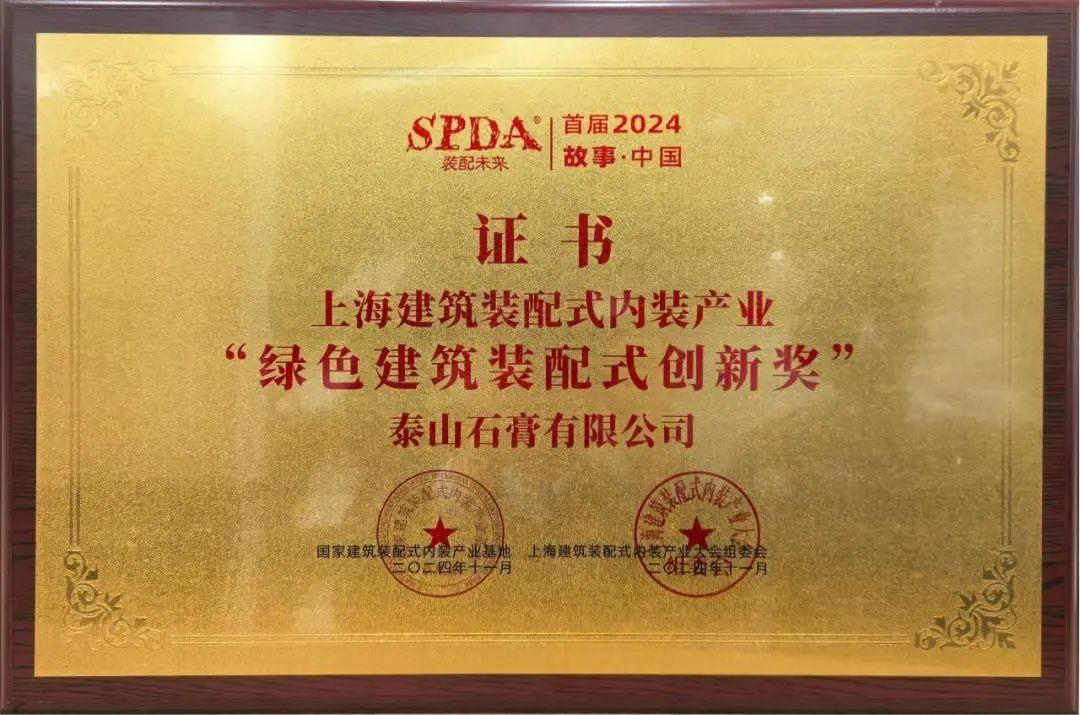 SPDA®
装配未来
首届2024
故事·中国
证书
上海建筑装配式内装产业
“绿色建筑装配式创新奖”
泰山石膏有限公司
国家建筑装配式内装产业基地
二〇二四年十一月
上海建筑装配式内装产业大会组委会
二〇二四年十一月